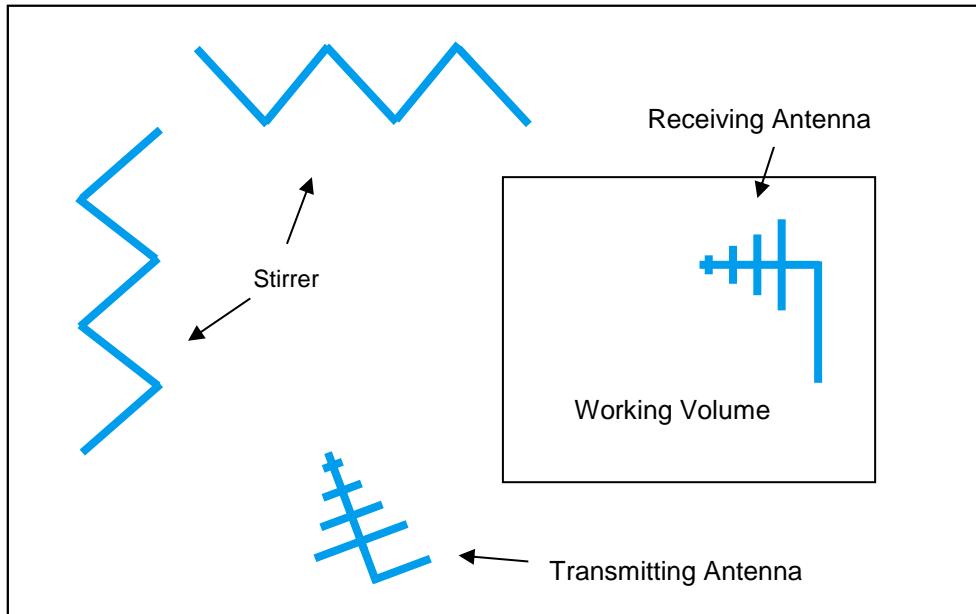 Receiving Antenna
Stirrer
Working Volume
Transmitting Antenna